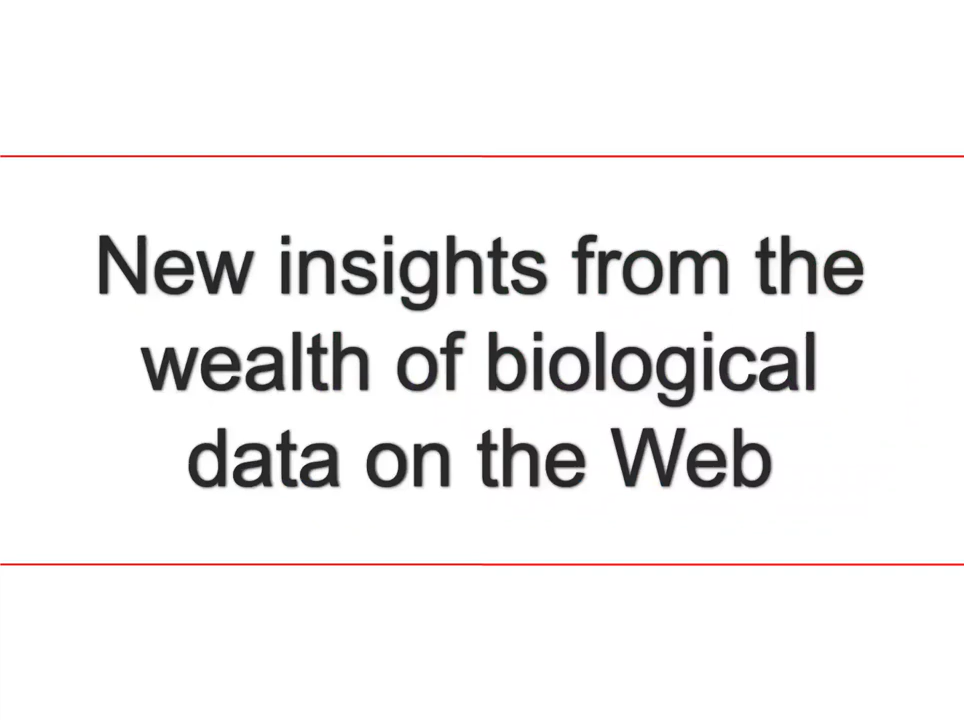 New insights from the
wealth of biological
data on the Web